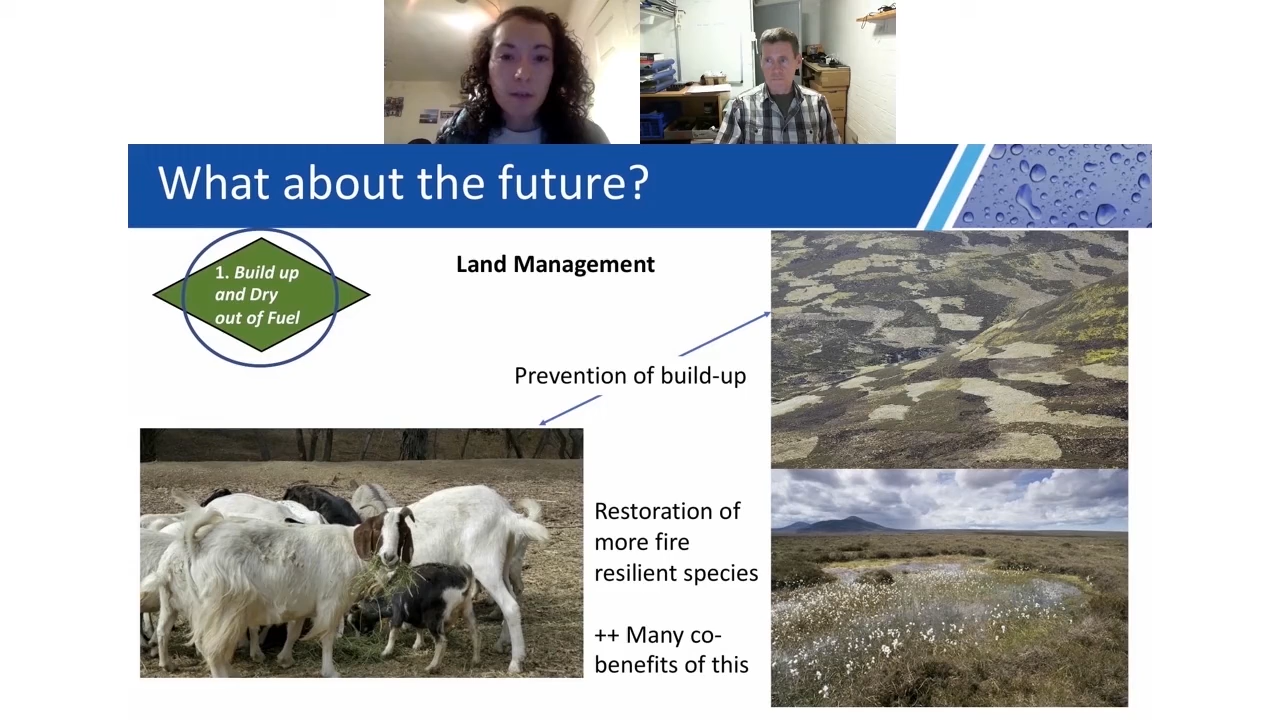 What about the future?
1. Build up
and Dry
out of Fuel
Land Management
Prevention of build-up
Restoration of
more fire
resilient species
++ Many co-
benefits of this